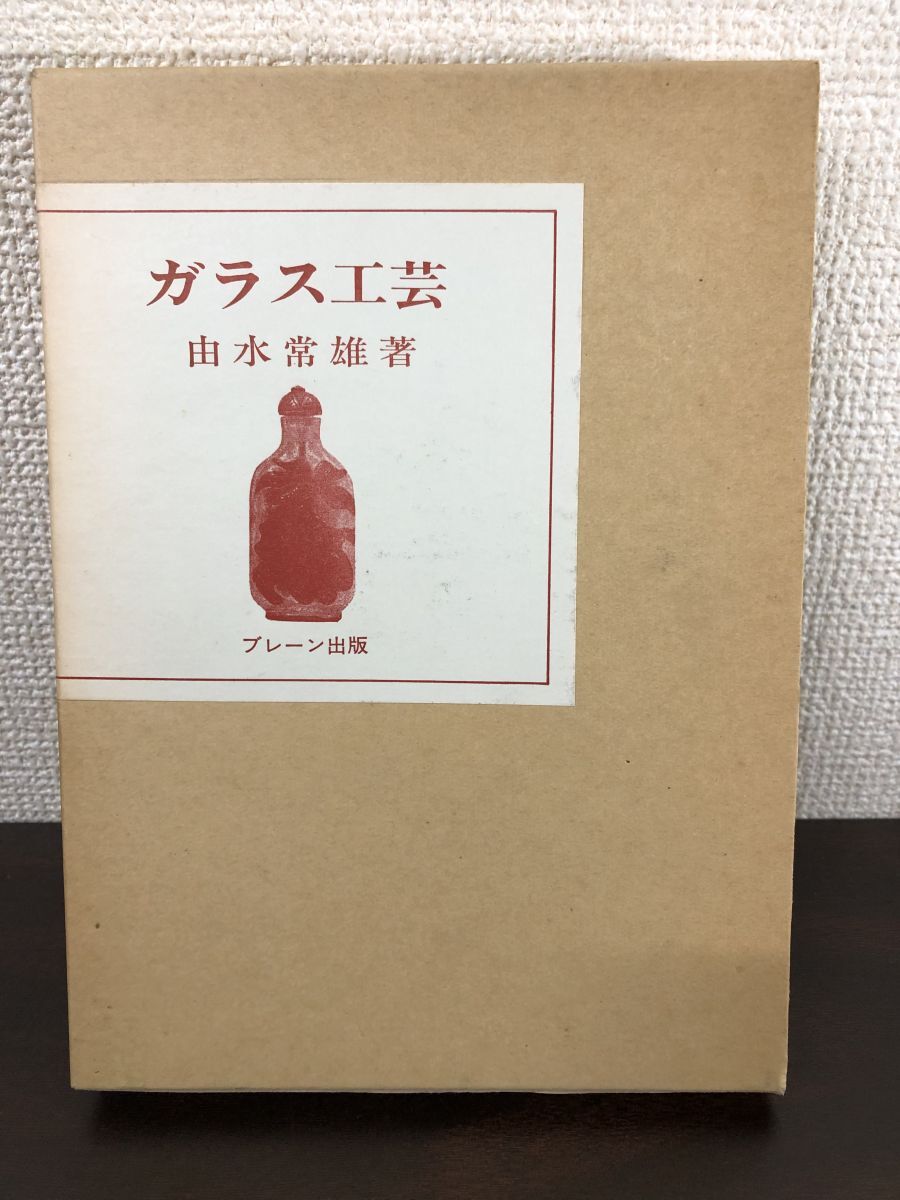 ガラス工芸
由水常雄著
ブレーン出版